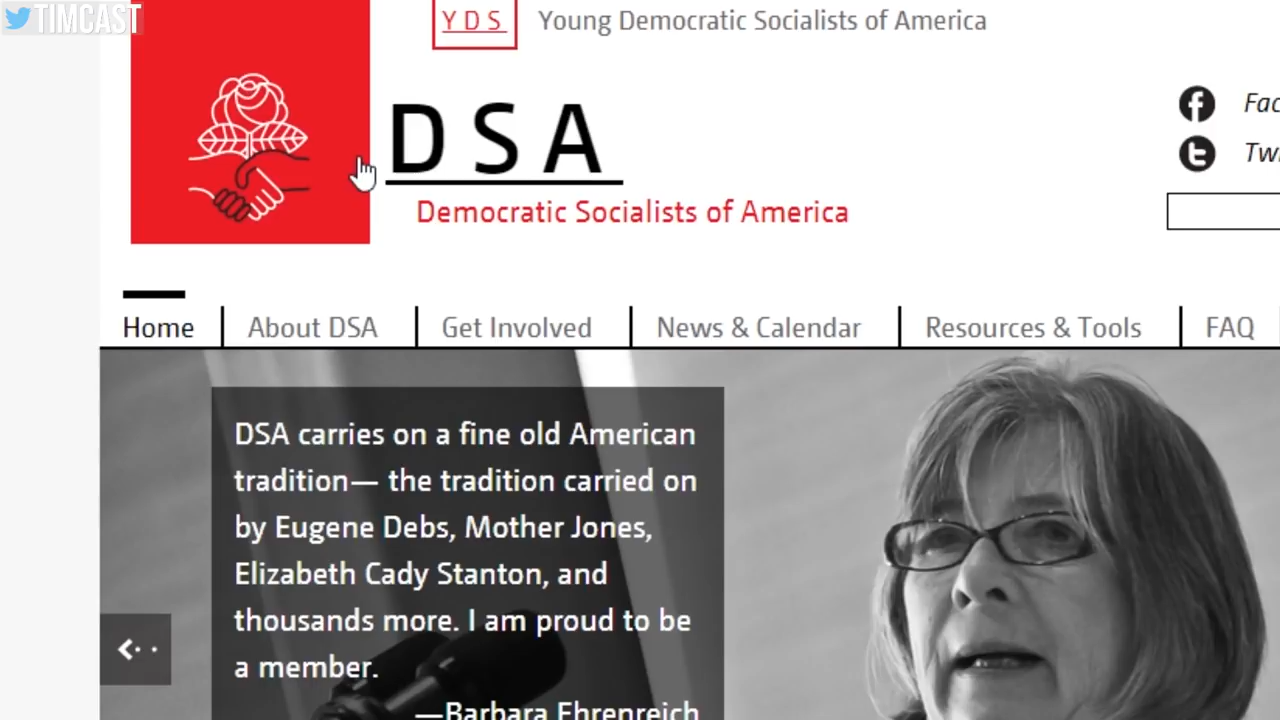 TIMCAST
YDS Young Democratic Socialists of America
DSA
Democratic Socialists of America
Fac
Twi
Home About DSA Get Involved News & Calendar Resources & Tools FAQ
DSA carries on a fine old American
tradition— the tradition carried on
by Eugene Debs, Mother Jones,
Elizabeth Cady Stanton, and
thousands more. I am proud to be
a member.
—Barbara Ehrenreich